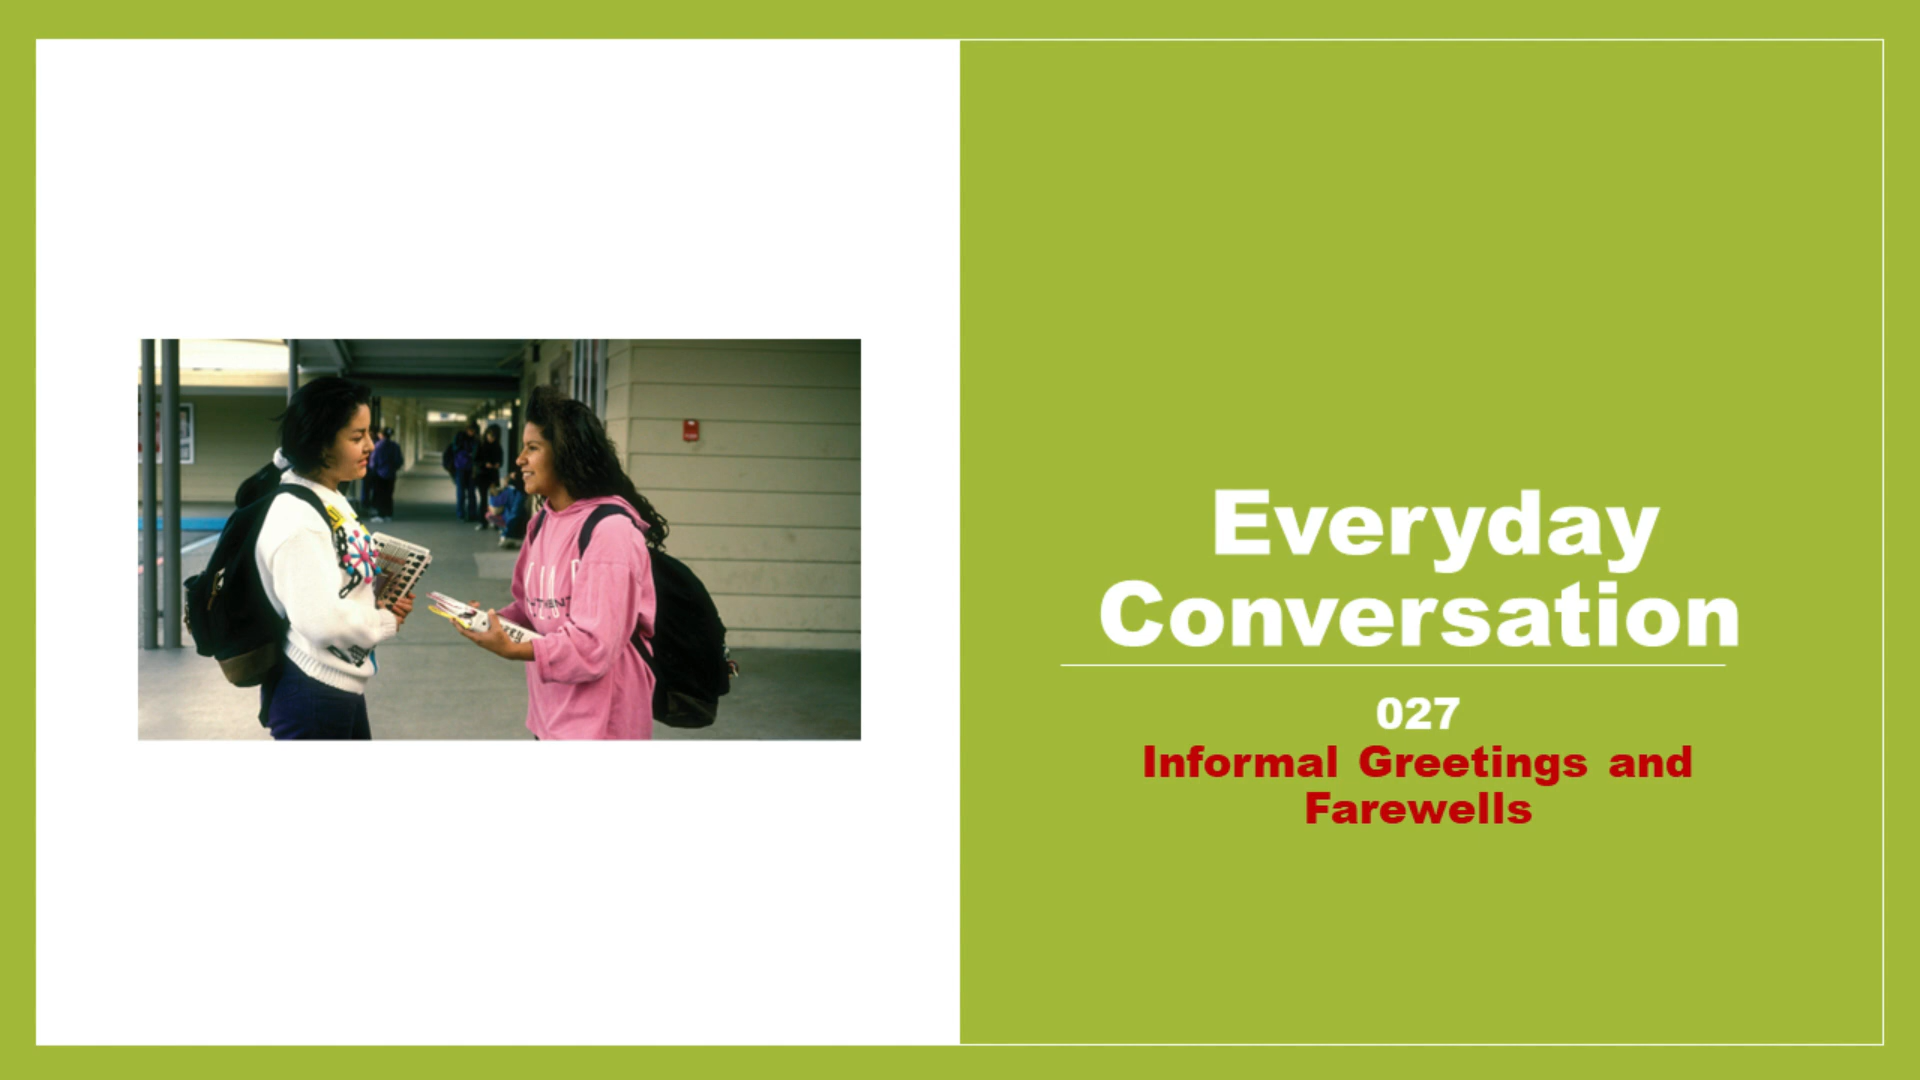 Everyday
Conversation
027
Informal Greetings and
Farewells